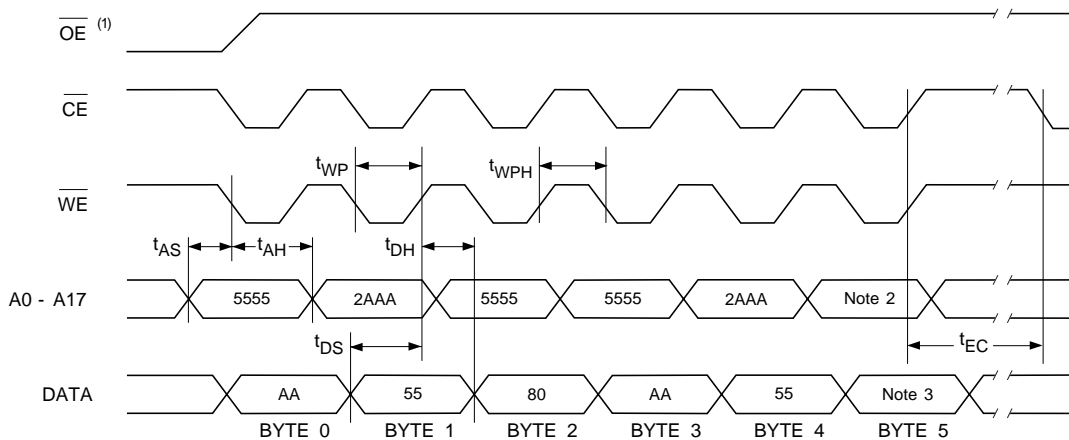 OE (1)
CE
tWP
tWPH
WE
tAS
tAH
tDH
A0 - A17
5555
2AAA
5555
5555
2AAA
Note 2
tDS
tEC
DATA
AA
55
80
AA
55
Note 3
BYTE 0
BYTE 1
BYTE 2
BYTE 3
BYTE 4
BYTE 5